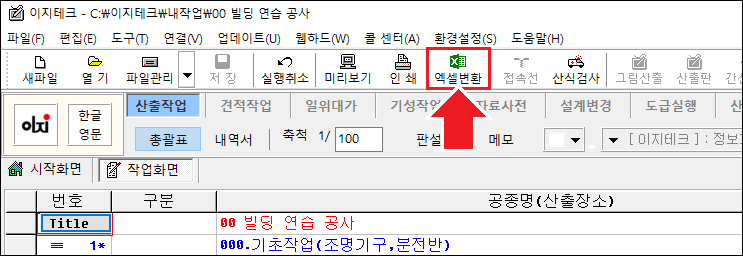 이지테크 - C:₩이지테크₩내작업₩00 빌딩 연습 공사
파일(F) 편집(E) 도구(T) 연결(V) 업데이트(U) 웹하드(W) 콜 센터(A) 환경설정(S) 도움말(H)
새파일 열 기 파일관리 저 장 실행취소 미리보기 인 쇄 엑셀변환 접속선 산식검사 그림산출 산출판
산출작업 견적작업 일위대가 기성작업 자료사전 설계변경 도급실행
한글
영문
총괄표 내역서 축척 1/ 100 판설 메모 [ 이지테크 ] : 정보
시작화면 작업화면
번호 구분 공종명(산출장소)
Title 00 빌딩 연습 공사
1* 000.기초작업(조명기구,분전반)